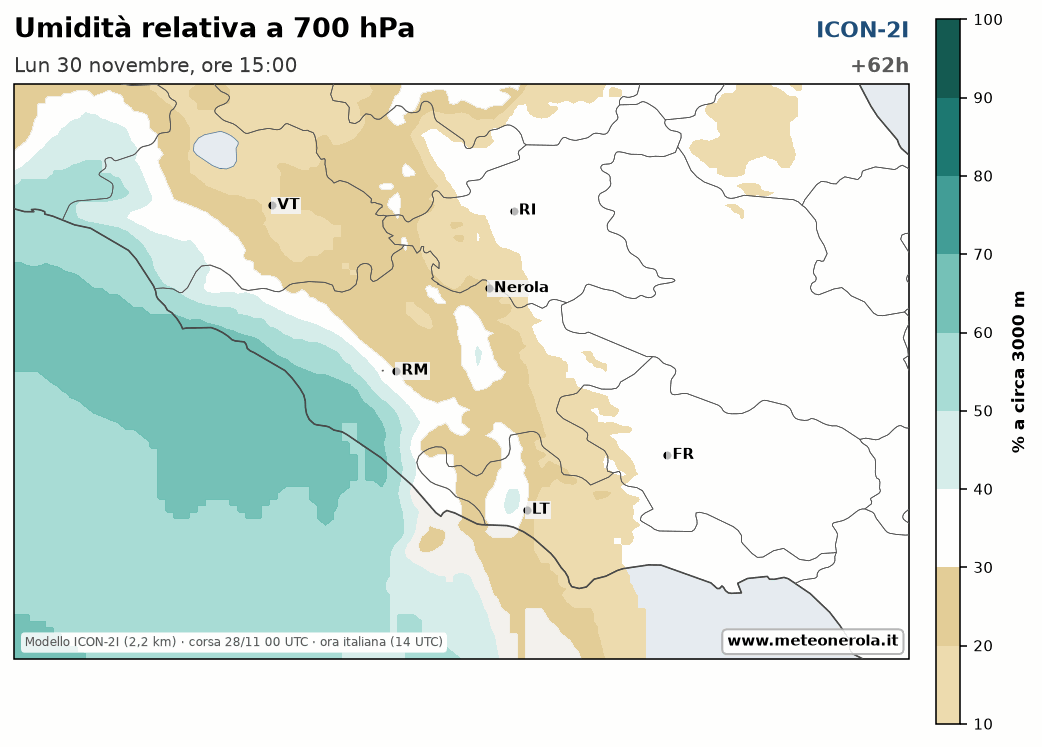 Umidità relativa a 700 hPa
ICON-2I
Lun 30 novembre, ore 15:00
+62h
100
90
80
70
60
50
40
30
20
10
% a circa 3000 m
VT
RI
Nerola
RM
FR
LT
Modello ICON-2I (2,2 km) · corsa 28/11 00 UTC · ora italiana (14 UTC)
www.meteonerola.it